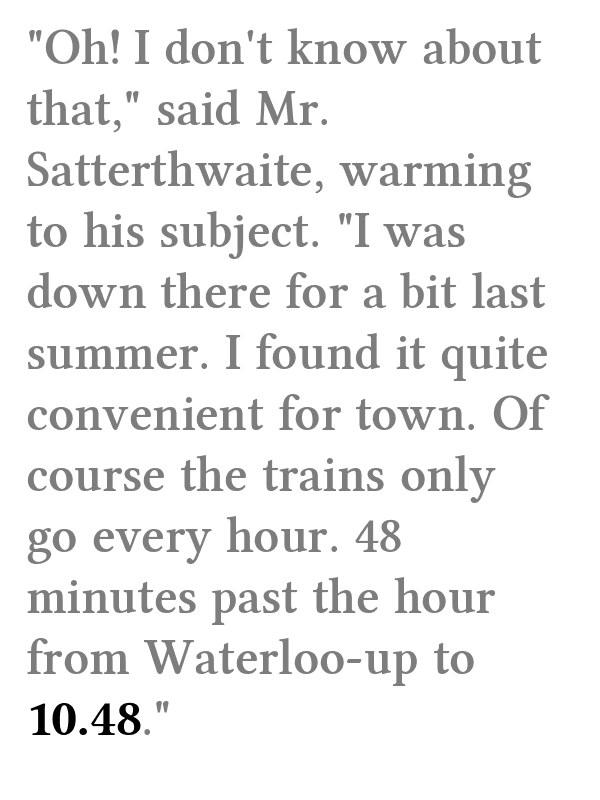 "Oh! I don't know about
that," said Mr.
Satterthwaite, warming
to his subject. "I was
down there for a bit last
summer. I found it quite
convenient for town. Of
course the trains only
go every hour. 48
minutes past the hour
from Waterloo-up to
10.48."